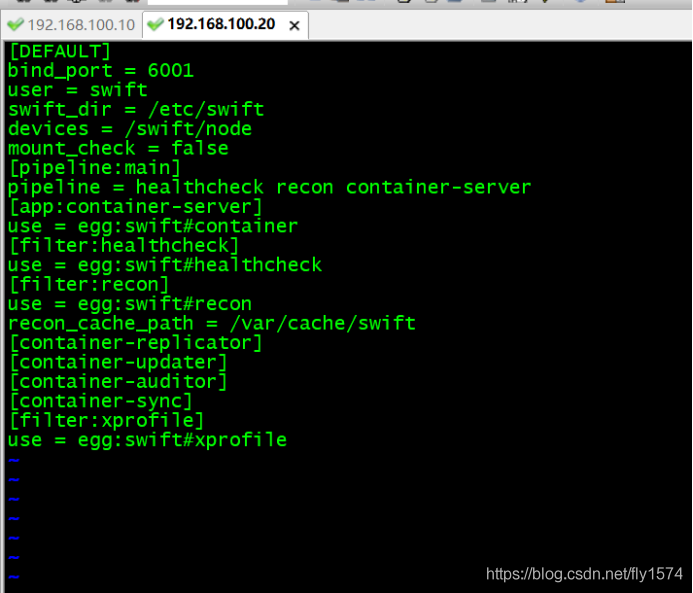 192.168.100.10 192.168.100.20
[DEFAULT]
bind_port = 6001
user = swift
swift_dir = /etc/swift
devices = /swift/node
mount_check = false
[pipeline:main]
pipeline = healthcheck recon container-server
[app:container-server]
use = egg:swift#container
[filter:healthcheck]
use = egg:swift#healthcheck
[filter:recon]
use = egg:swift#recon
recon_cache_path = /var/cache/swift
[container-replicator]
[container-updater]
[container-auditor]
[container-sync]
[filter:xprofile]
use = egg:swift#xprofile
~
~
~
~
~
~
~
https://blog.csdn.net/fly1574